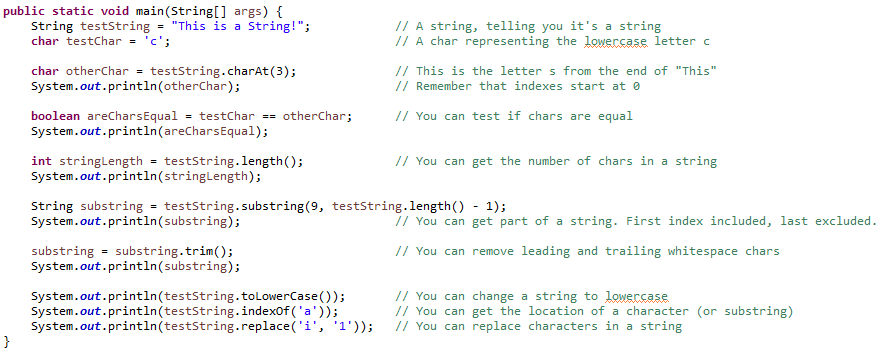 public static void main(String[] args) {
String testString = "This is a String!"; // A string, telling you it's a string
char testChar = 'c'; // A char representing the lowercase letter c
char otherChar = testString.charAt(3); // This is the letter s from the end of "This"
System.out.println(otherChar); // Remember that indexes start at 0
boolean areCharsEqual = testChar == otherChar; // You can test if chars are equal
System.out.println(areCharsEqual);
int stringLength = testString.length(); // You can get the number of chars in a string
System.out.println(stringLength);
String substring = testString.substring(9, testString.length() - 1);
System.out.println(substring); // You can get part of a string. First index included, last excluded.
substring = substring.trim(); // You can remove leading and trailing whitespace chars
System.out.println(substring);
System.out.println(testString.toLowerCase()); // You can change a string to lowercase
System.out.println(testString.indexOf('a')); // You can get the location of a character (or substring)
System.out.println(testString.replace('i', '1')); // You can replace characters in a string
}